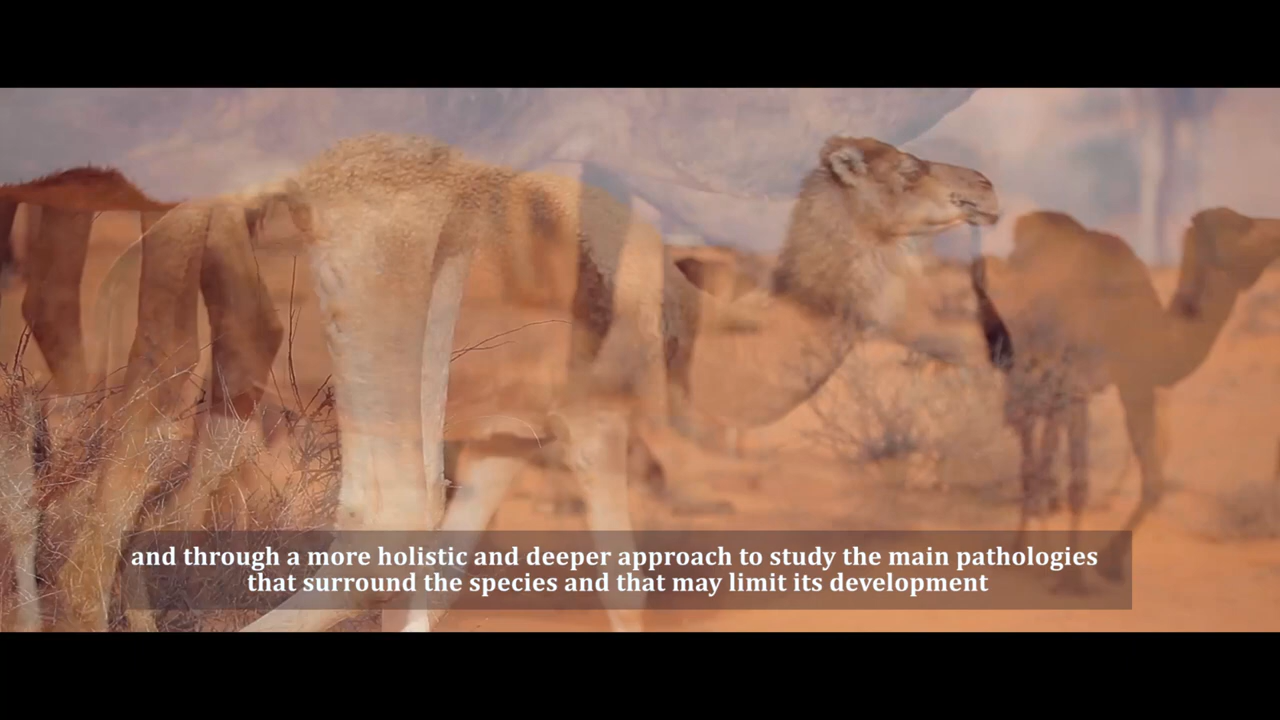 and through a more holistic and deeper approach to study the main pathologies
that surround the species and that may limit its development